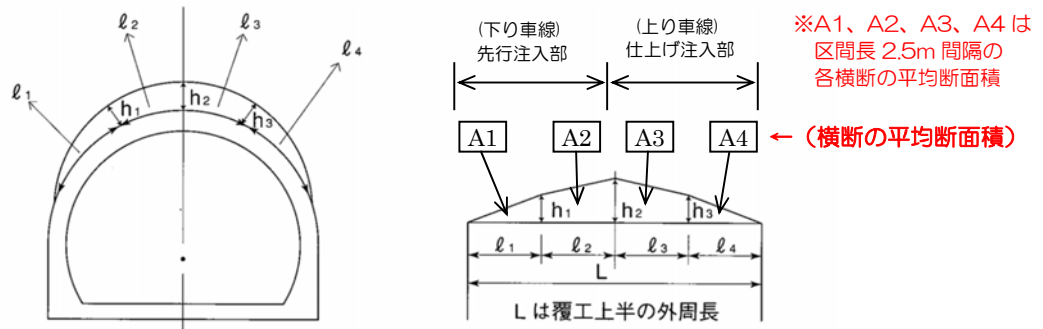 ℓ2
ℓ3
ℓ1
ℓ4
h1
h2
h3
(下り車線)
先行注入部
(上り車線)
仕上げ注入部
※A1、A2、A3、A4 は
区間長 2.5m 間隔の
各横断の平均断面積
A1
A2
A3
A4
←（横断の平均断面積）
h1
h2
h3
ℓ1
ℓ2
ℓ3
ℓ4
L
Lは覆工上半の外周長